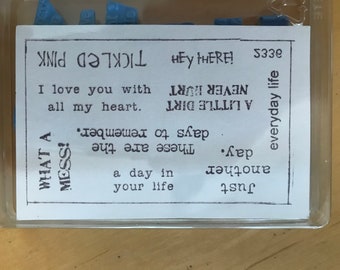 TICKLED PINK
HEY THERE!
2336
I love you with
all my heart.
A LITTLE DIRT
NEVER HURT
everyday life
These are the
days to remember.
WHAT A
MESS!
Just
another
day.
a day in
your life